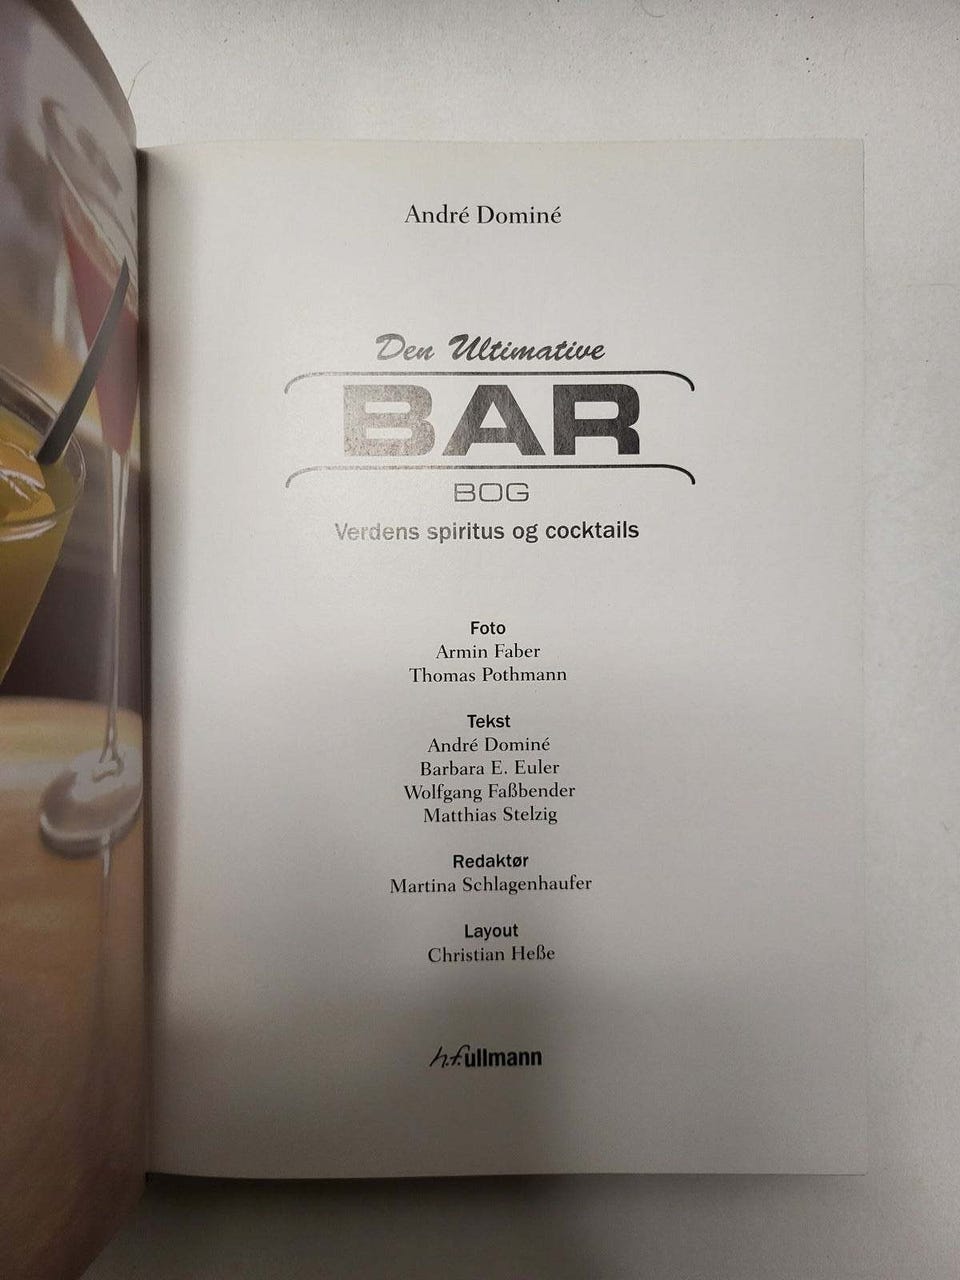 André Dominé
Den Ultimative
BAR
BOG
Verdens spiritus og cocktails
Foto
Armin Faber
Thomas Pothmann
Tekst
André Dominé
Barbara E. Euler
Wolfgang Faßbender
Matthias Stelzig
Redaktør
Martina Schlagenhaufer
Layout
Christian Heße
h.f.ullmann